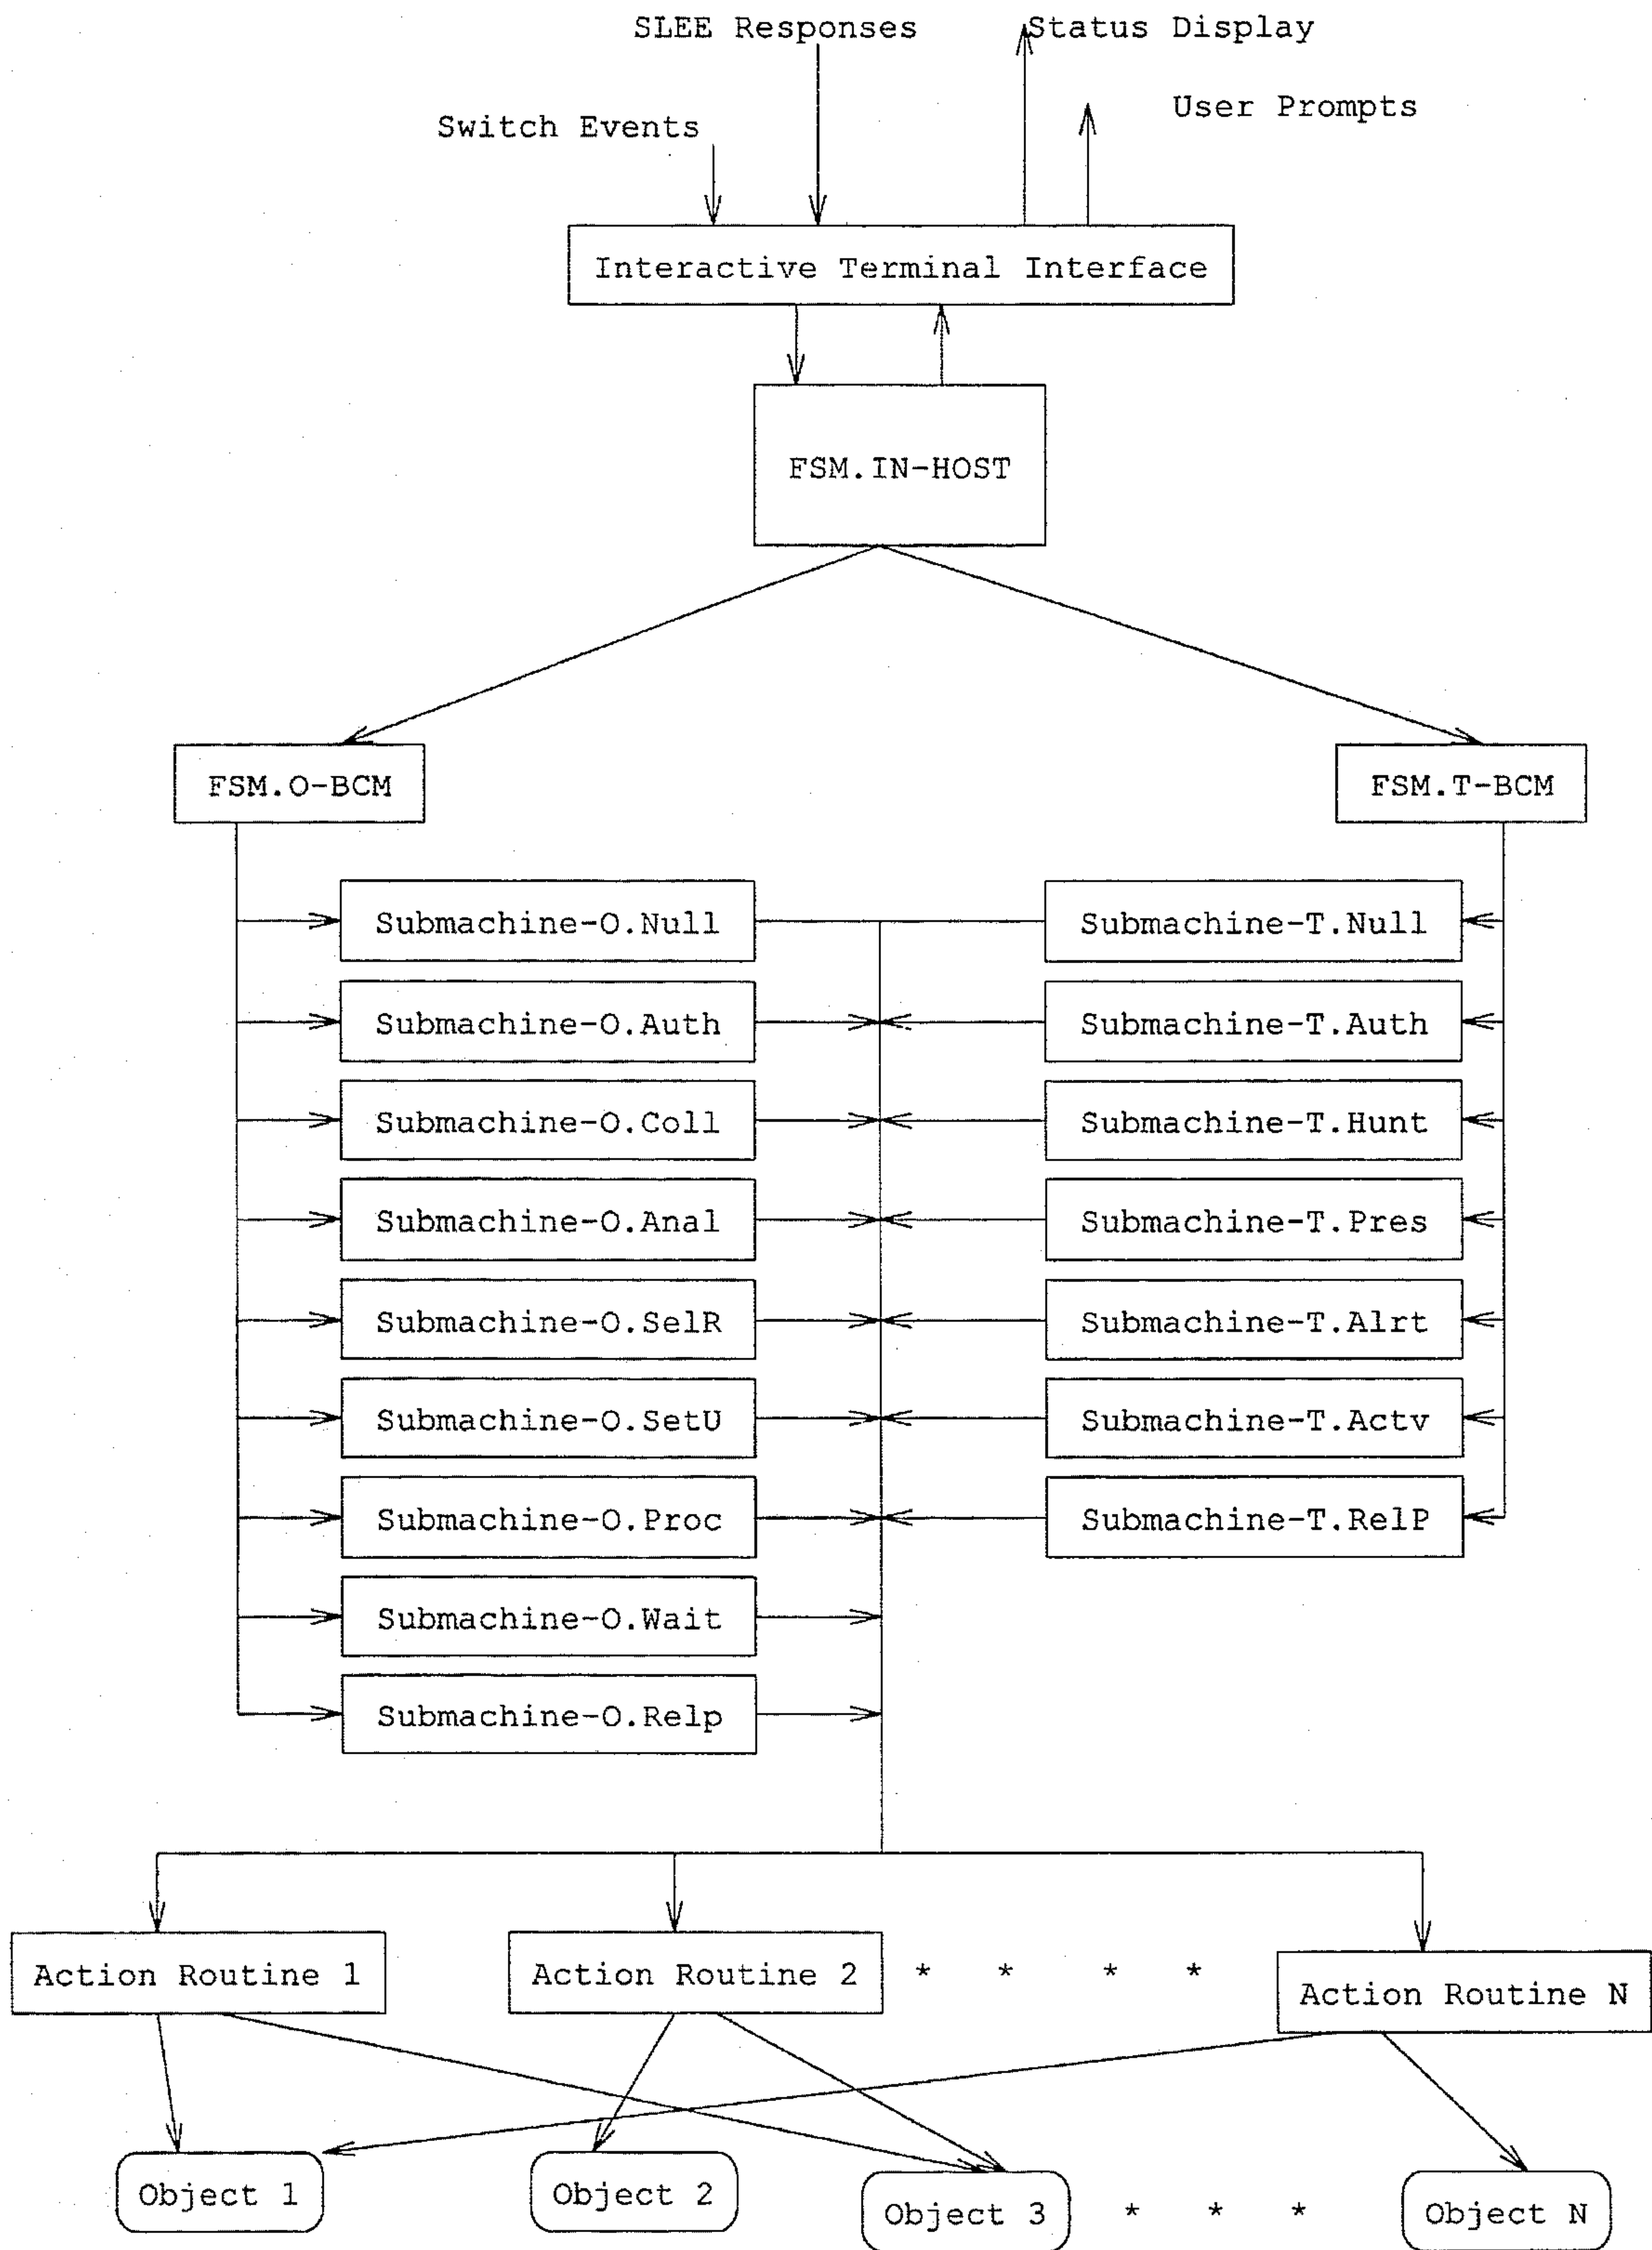 SLEE Responses
Status Display
User Prompts
Switch Events
Interactive Terminal Interface
FSM.IN-HOST
FSM.O-BCM
FSM.T-BCM
Submachine-O.Null
Submachine-T.Null
Submachine-O.Auth
Submachine-T.Auth
Submachine-O.Coll
Submachine-T.Hunt
Submachine-O.Anal
Submachine-T.Pres
Submachine-O.SelR
Submachine-T.Alrt
Submachine-O.SetU
Submachine-T.Actv
Submachine-O.Proc
Submachine-T.RelP
Submachine-O.Wait
Submachine-O.Relp
Action Routine 1
Action Routine 2
* * * *
Action Routine N
Object 1
Object 2
Object 3
* * *
Object N